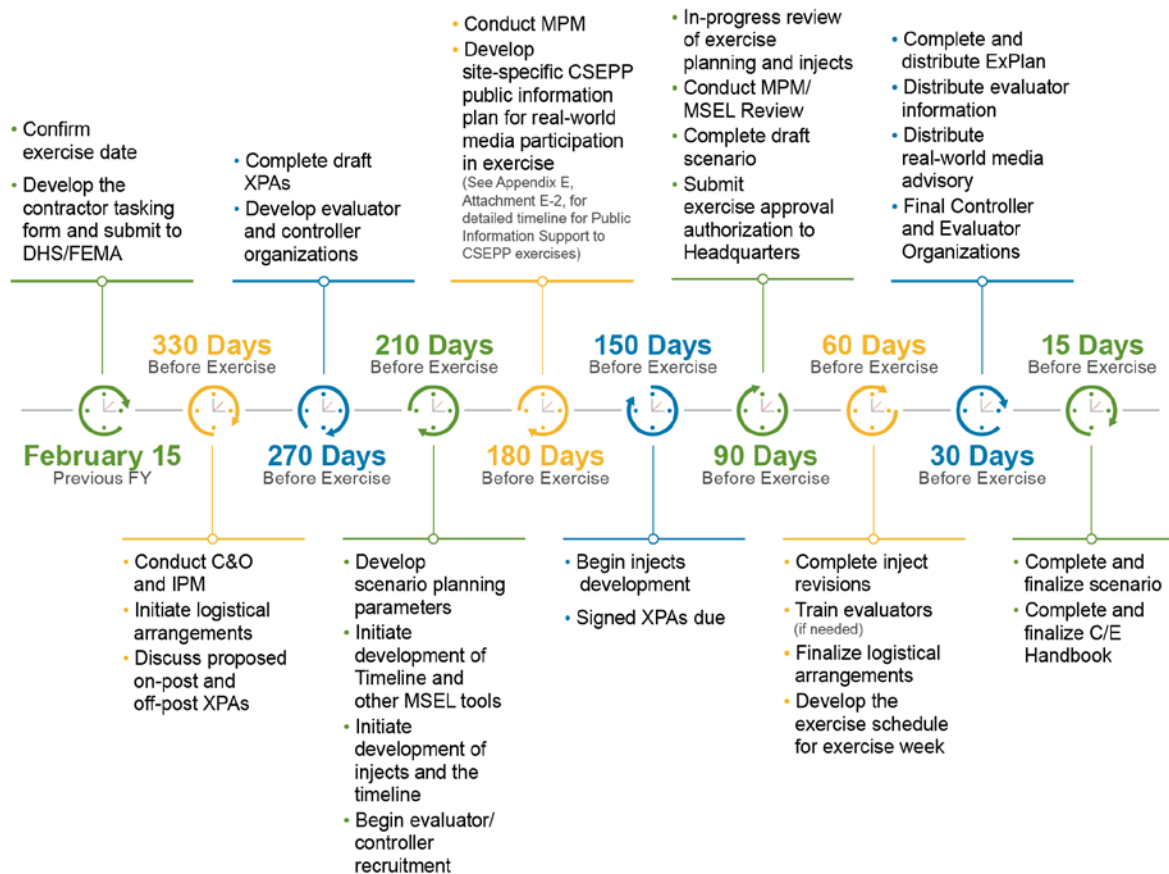 • Confirm
exercise date
• Develop the
contractor tasking
form and submit to
DHS/FEMA
February 15
Previous FY
330 Days
Before Exercise
• Conduct C&O
and IPM
• Initiate logistical
arrangements
• Discuss proposed
on-post and
off-post XPAs
• Complete draft
XPAs
• Develop evaluator
and controller
organizations
270 Days
Before Exercise
210 Days
Before Exercise
• Develop
scenario planning
parameters
• Initiate
development of
Timeline and
other MSEL tools
• Initiate
development of
injects and the
timeline
• Begin evaluator/
controller
recruitment
• Conduct MPM
• Develop
site-specific CSEPP
public information
plan for real-world
media participation
in exercise
(See Appendix E,
Attachment E-2, for
detailed timeline for Public
Information Support to
CSEPP exercises)
180 Days
Before Exercise
150 Days
Before Exercise
• Begin injects
development
• Signed XPAs due
• In-progress review
of exercise
planning and injects
• Conduct MPM/
MSEL Review
• Complete draft
scenario
• Submit
exercise approval
authorization to
Headquarters
90 Days
Before Exercise
60 Days
Before Exercise
• Complete inject
revisions
• Train evaluators
(if needed)
• Finalize logistical
arrangements
• Develop the
exercise schedule
for exercise week
• Complete and
distribute ExPlan
• Distribute evaluator
information
• Distribute
real-world media
advisory
• Final Controller
and Evaluator
Organizations
30 Days
Before Exercise
15 Days
Before Exercise
• Complete and
finalize scenario
• Complete and
finalize C/E
Handbook